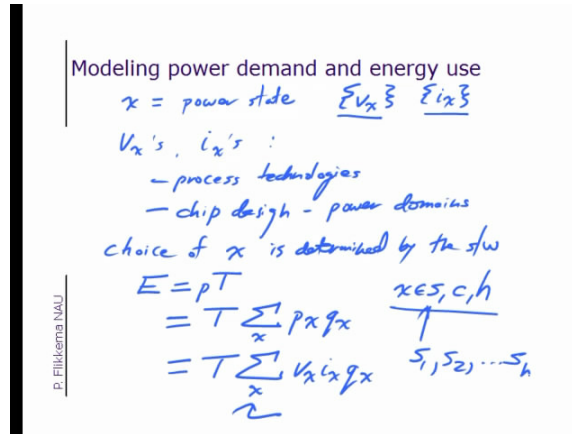 Modeling power demand and energy use
x = power state {v_x} {i_x}
V_x's, i_x's :
- process technologies
- chip design - power domains
choice of x is determined by the s/w
E = pT x ∈ s, c, h
= T Σ_x p_x q_x
= T Σ_x v_x i_x q_x s_1, s_2, ... s_n
P. Flikkema NAU